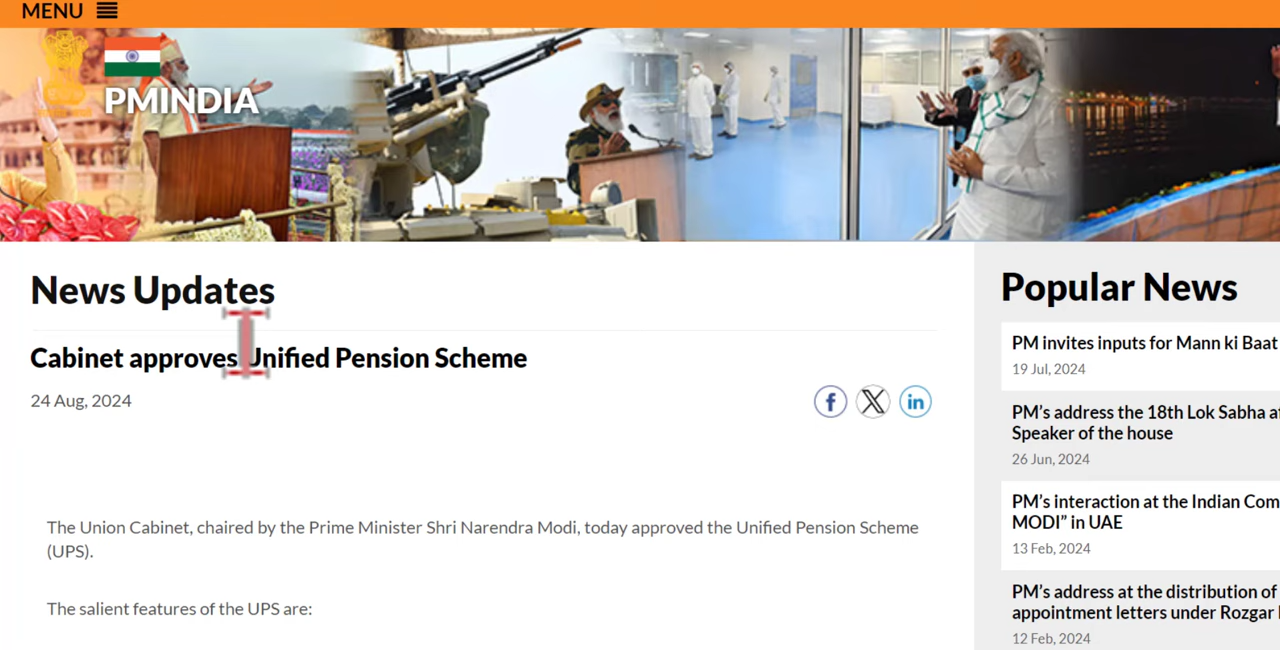 MENU
PMINDIA
News Updates
Cabinet approves Unified Pension Scheme
24 Aug, 2024
The Union Cabinet, chaired by the Prime Minister Shri Narendra Modi, today approved the Unified Pension Scheme
(UPS).
The salient features of the UPS are:
Popular News
PM invites inputs for Mann ki Baat
19 Jul, 2024
PM’s address the 18th Lok Sabha
Speaker of the house
26 Jun, 2024
PM’s interaction at the Indian
MODI” in UAE
13 Feb, 2024
PM’s address at the distribution of
appointment letters under Rozgar
12 Feb, 2024